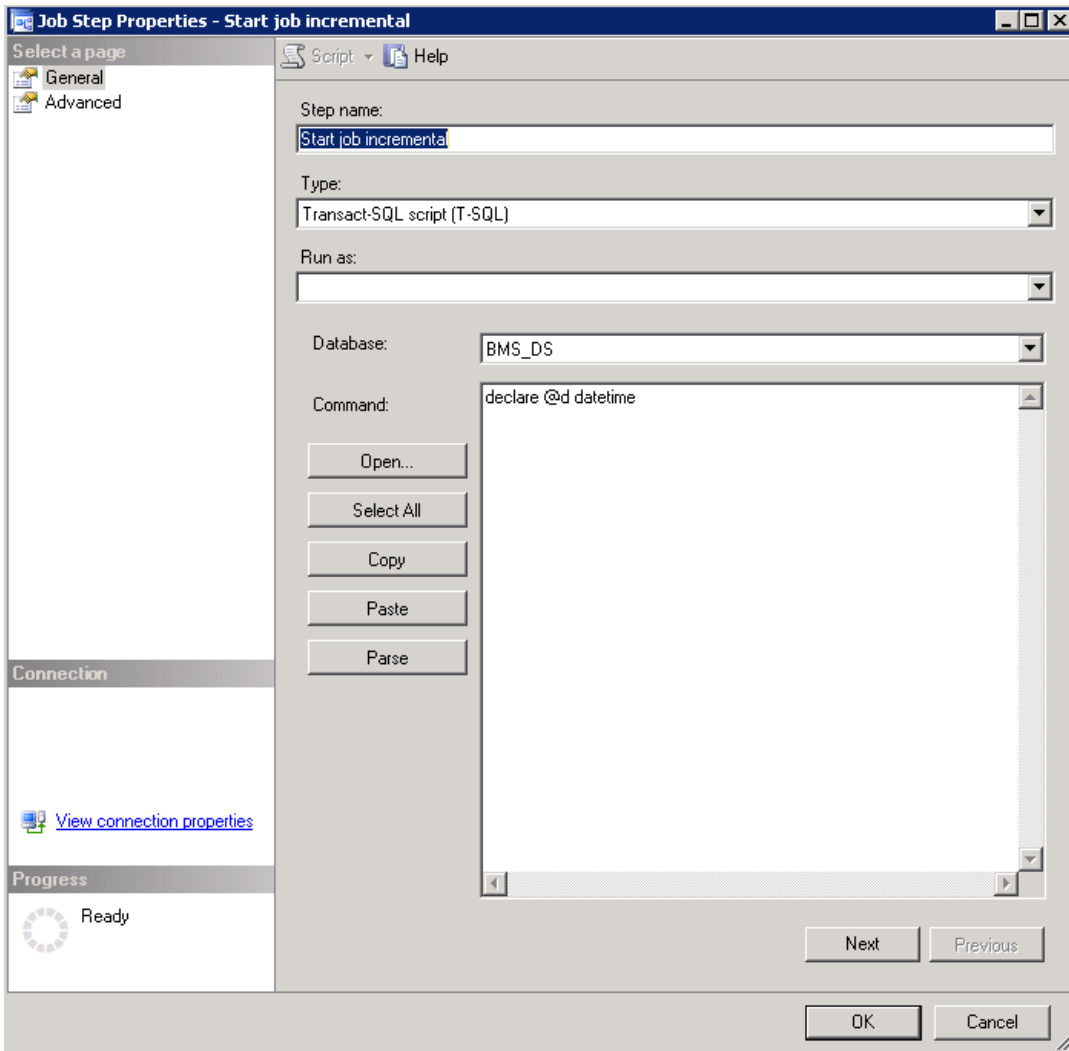 Job Step Properties - Start job incremental
Select a page
General
Advanced
Script
Help
Step name:
Start job incremental
Type:
Transact-SQL script (T-SQL)
Run as:
Database:
BMS_DS
Command:
declare @d datetime
Open...
Select All
Copy
Paste
Parse
Connection
View connection properties
Progress
Ready
Next
Previous
OK
Cancel